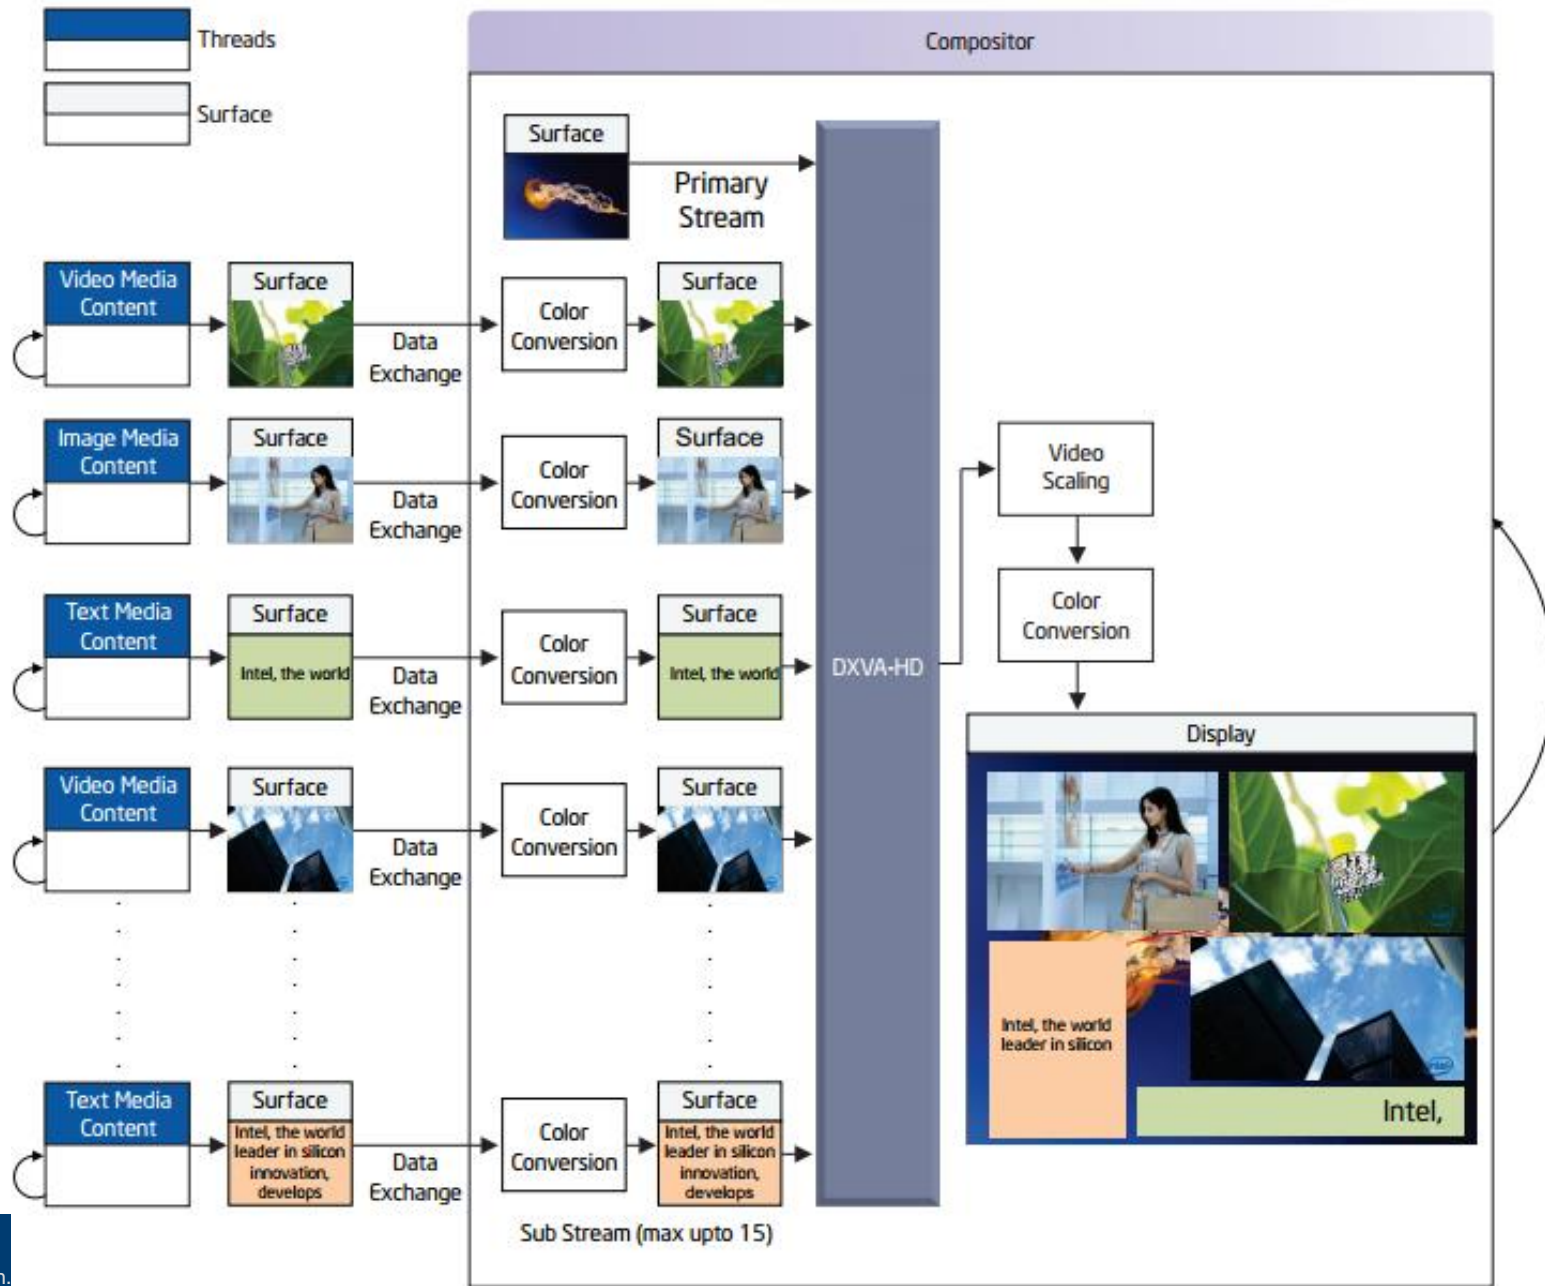 Threads
Surface
Compositor
Surface
Primary
Stream
Video Media
Content
Surface
Data
Exchange
Color
Conversion
Surface
Image Media
Content
Surface
Data
Exchange
Color
Conversion
Surface
Video
Scaling
Text Media
Content
Surface
Intel, the world
Data
Exchange
Color
Conversion
Surface
Intel, the world
DXVA-HD
Color
Conversion
Video Media
Content
Surface
Data
Exchange
Color
Conversion
Surface
Display
intel
Intel, the world
leader in silicon
intel
Intel,
Text Media
Content
Surface
Intel, the world
leader in silicon
innovation,
develops
Data
Exchange
Color
Conversion
Surface
Intel, the world
leader in silicon
innovation,
develops
Sub Stream (max upto 15)